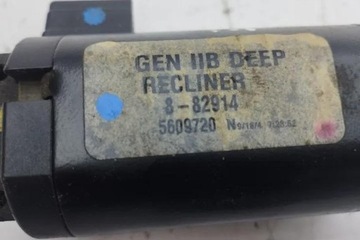 GEN IIB DEEP
RECLINER
8-82914
5609720